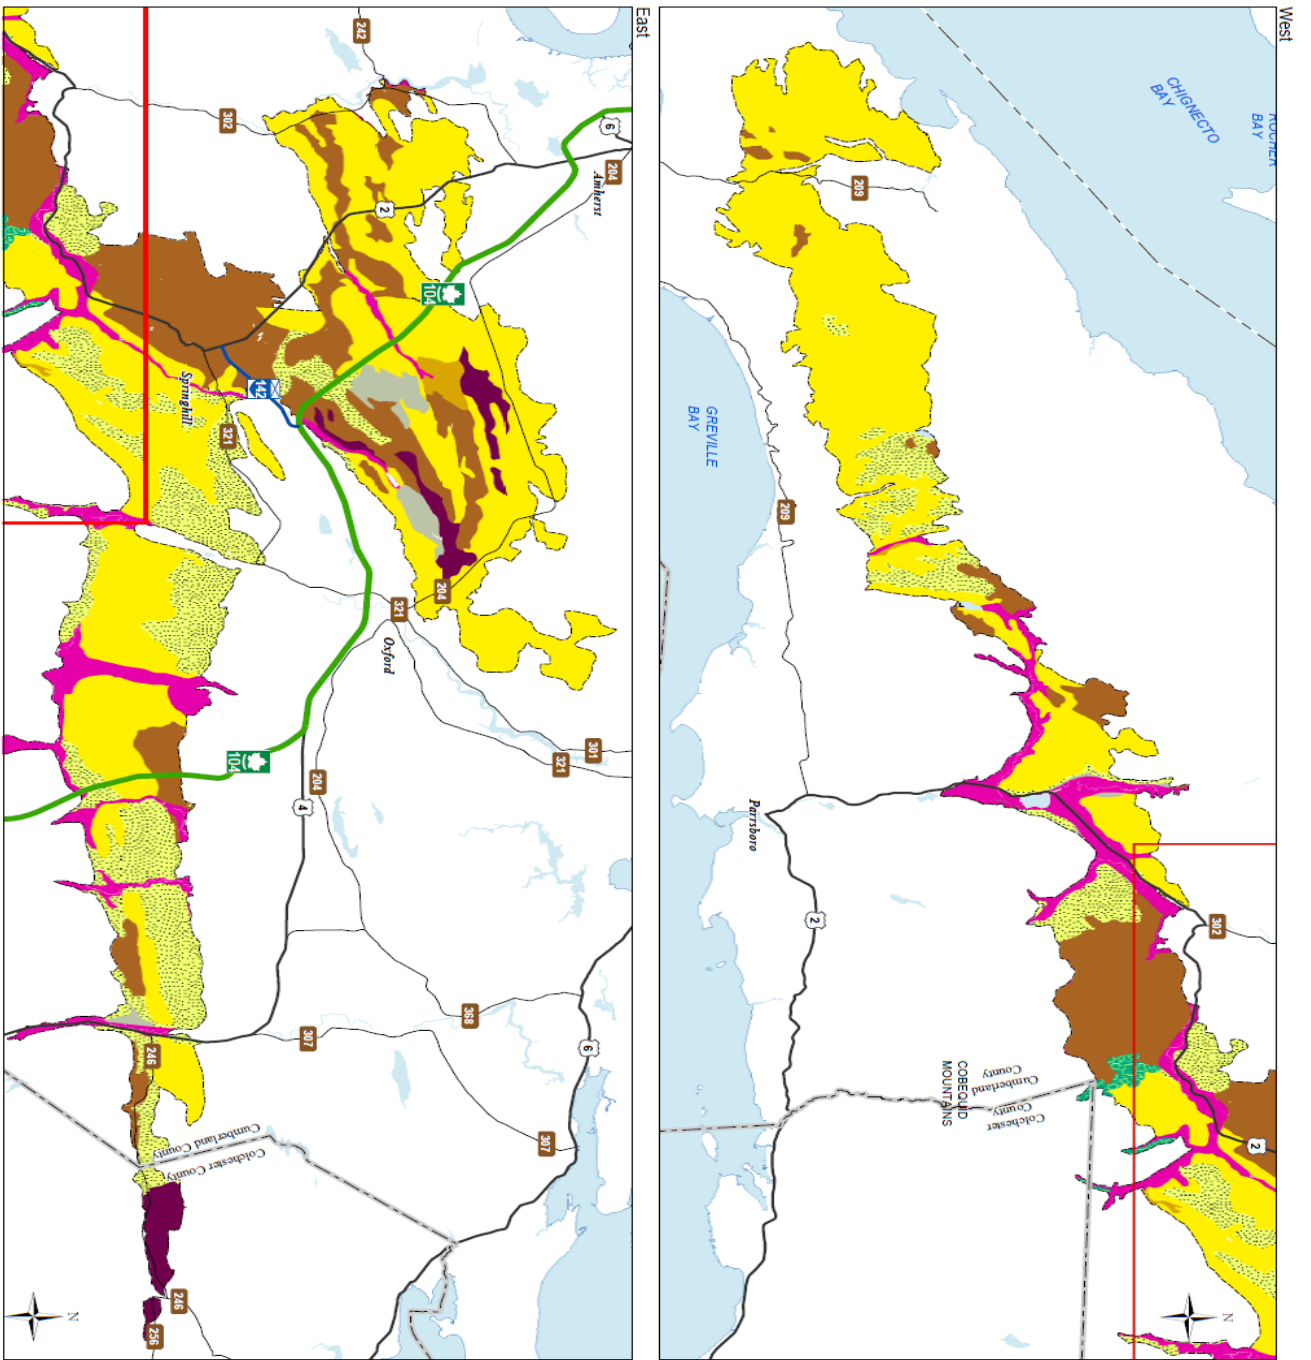 West
ROCHER
BAY
CHIGNECTO
BAY
209
GREVILLE
BAY
209
Parrsboro
2
302
COBEQUID
MOUNTAINS
Cumberland
County
Colchester
County
2
N
East
242
6
204
Amherst
302
2
104
142
Springhill
321
204
321
Oxford
301
321
104
204
4
368
307
6
246
307
Cumberland County
Colchester County
246
256
N